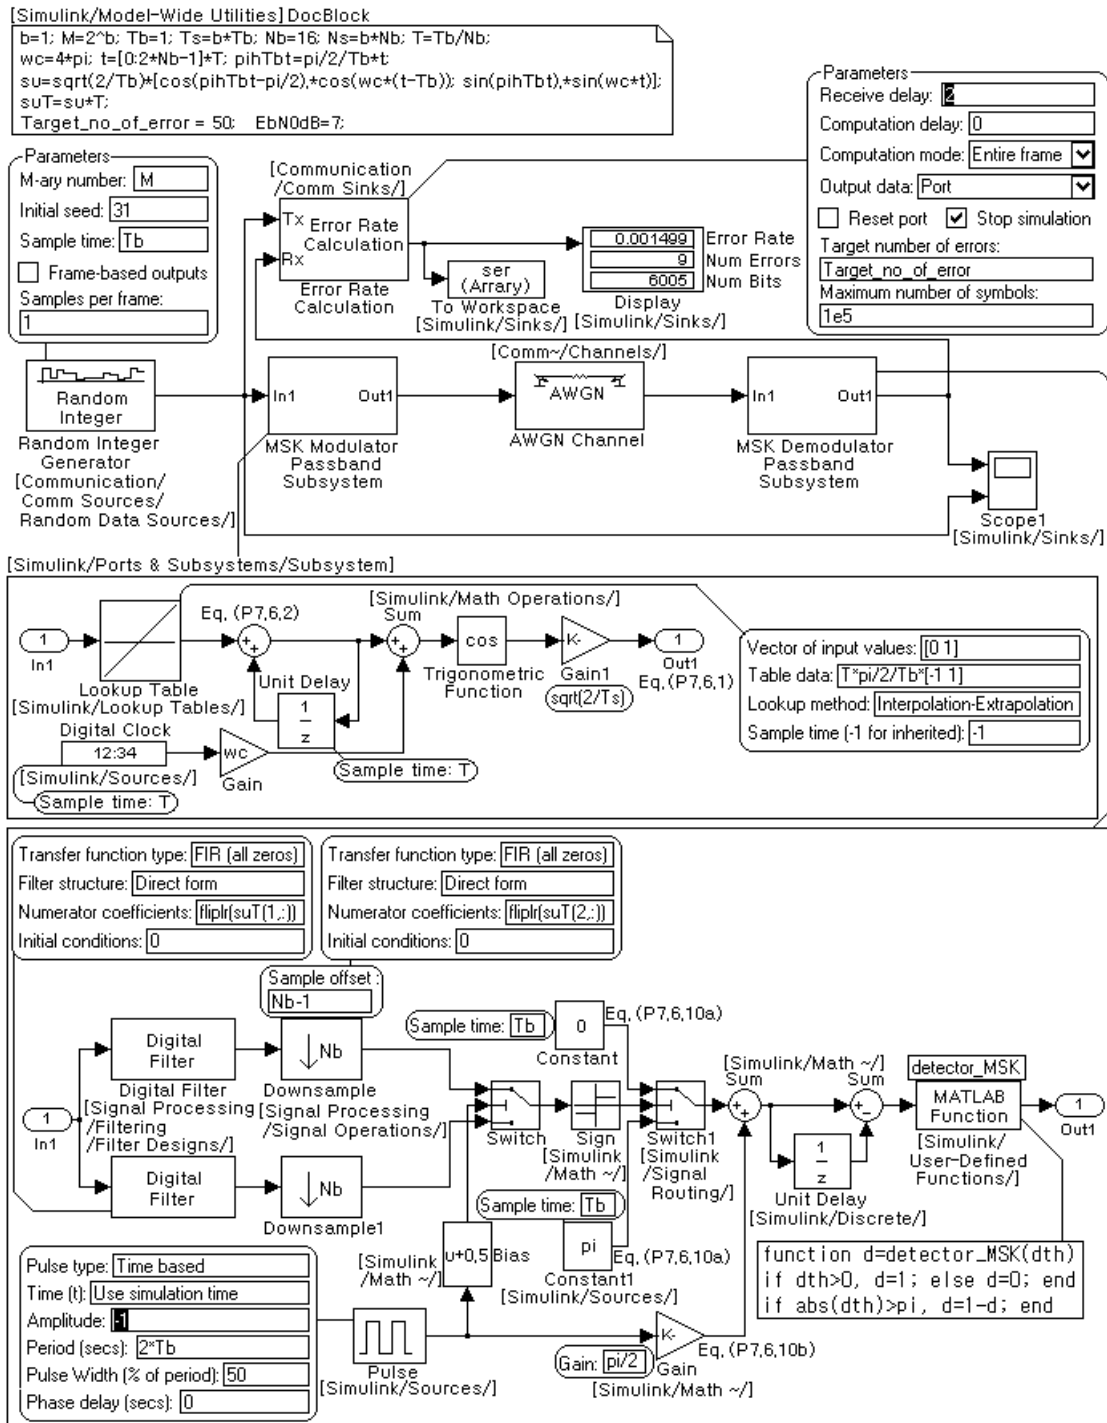 [Simulink/Model-Wide Utilities] DocBlock
b=1; M=2^b; Tb=1; Ts=b*Tb; Nb=16; Ns=b*Nb; T=Tb/Nb;
wc=4*pi; t=[0:2*Nb-1]*T; pihTbt=pi/2/Tb*t;
su=sqrt(2/Tb)*[cos(pihTbt-pi/2).*cos(wc*(t-Tb)); sin(pihTbt).*sin(wc*t)];
suT=su*T;
Target_no_of_error = 50; EbN0dB=7;
Parameters
Receive delay: 2
Computation delay: 0
Computation mode: Entire frame
Output data: Port
Reset port
Stop simulation
Target number of errors:
Target_no_of_error
Maximum number of symbols:
1e5
Parameters
M-ary number: M
Initial seed: 31
Sample time: Tb
Frame-based outputs
Samples per frame:
1
[Communication
/Comm Sinks/]
Tx
Rx
Error Rate
Calculation
Error Rate
Calculation
ser
(Arrary)
To Workspace
[Simulink/Sinks/]
0.001499 Error Rate
9 Num Errors
6005 Num Bits
Display
[Simulink/Sinks/]
Random
Integer
Random Integer
Generator
[Communication/
Comm Sources/
Random Data Sources/]
In1 Out1
MSK Modulator
Passband
Subsystem
[Comm~/Channels/]
AWGN
AWGN Channel
In1 Out1
MSK Demodulator
Passband
Subsystem
Scope1
[Simulink/Sinks/]
[Simulink/Ports & Subsystems/Subsystem]
1
In1
Lookup Table
[Simulink/Lookup Tables/]
Eq. (P7,6,2)
[Simulink/Math Operations/]
Sum
cos
Trigonometric
Function
K-
Gain1
sqrt(2/Ts)
1
Out1
Eq.(P7,6,1)
Unit Delay
1
z
Sample time: T
Digital Clock
12:34
[Simulink/Sources/]
Sample time: T
wc
Gain
Vector of input values: [0 1]
Table data: T*pi/2/Tb*[-1 1]
Lookup method: Interpolation-Extrapolation
Sample time (-1 for inherited): -1
Transfer function type: FIR (all zeros)
Filter structure: Direct form
Numerator coefficients: fliplr(suT(1,:))
Initial conditions: 0
Transfer function type: FIR (all zeros)
Filter structure: Direct form
Numerator coefficients: fliplr(suT(2,:))
Initial conditions: 0
Sample offset :
Nb-1
1
In1
Digital
Filter
Digital Filter
[Signal Processing
/Filtering
/Filter Designs/]
Digital
Filter
↓ Nb
Downsample
[Signal Processing
/Signal Operations/]
↓ Nb
Downsample1
Sample time: Tb
0
Constant
Eq. (P7,6,10a)
Switch
Sign
[Simulink
/Math ~/]
Switch1
[Simulink
/Signal
Routing/]
Sample time: Tb
pi
Constant1
[Simulink/Sources/]
Eq. (P7,6,10a)
[Simulink/Math ~/]
Sum
Sum
1
z
Unit Delay
[Simulink/Discrete/]
detector_MSK
MATLAB
Function
[Simulink/
User-Defined
Functions/]
1
Out1
function d=detector_MSK(dth)
if dth>0, d=1; else d=0; end
if abs(dth)>pi, d=1-d; end
u+0,5
Bias
[Simulink
/Math ~/]
Pulse type: Time based
Time (t): Use simulation time
Amplitude: -1
Period (secs): 2*Tb
Pulse Width (% of period): 50
Phase delay (secs): 0
Pulse
[Simulink/Sources/]
Gain: pi/2
K-
Gain
Eq. (P7,6,10b)
[Simulink/Math ~/]